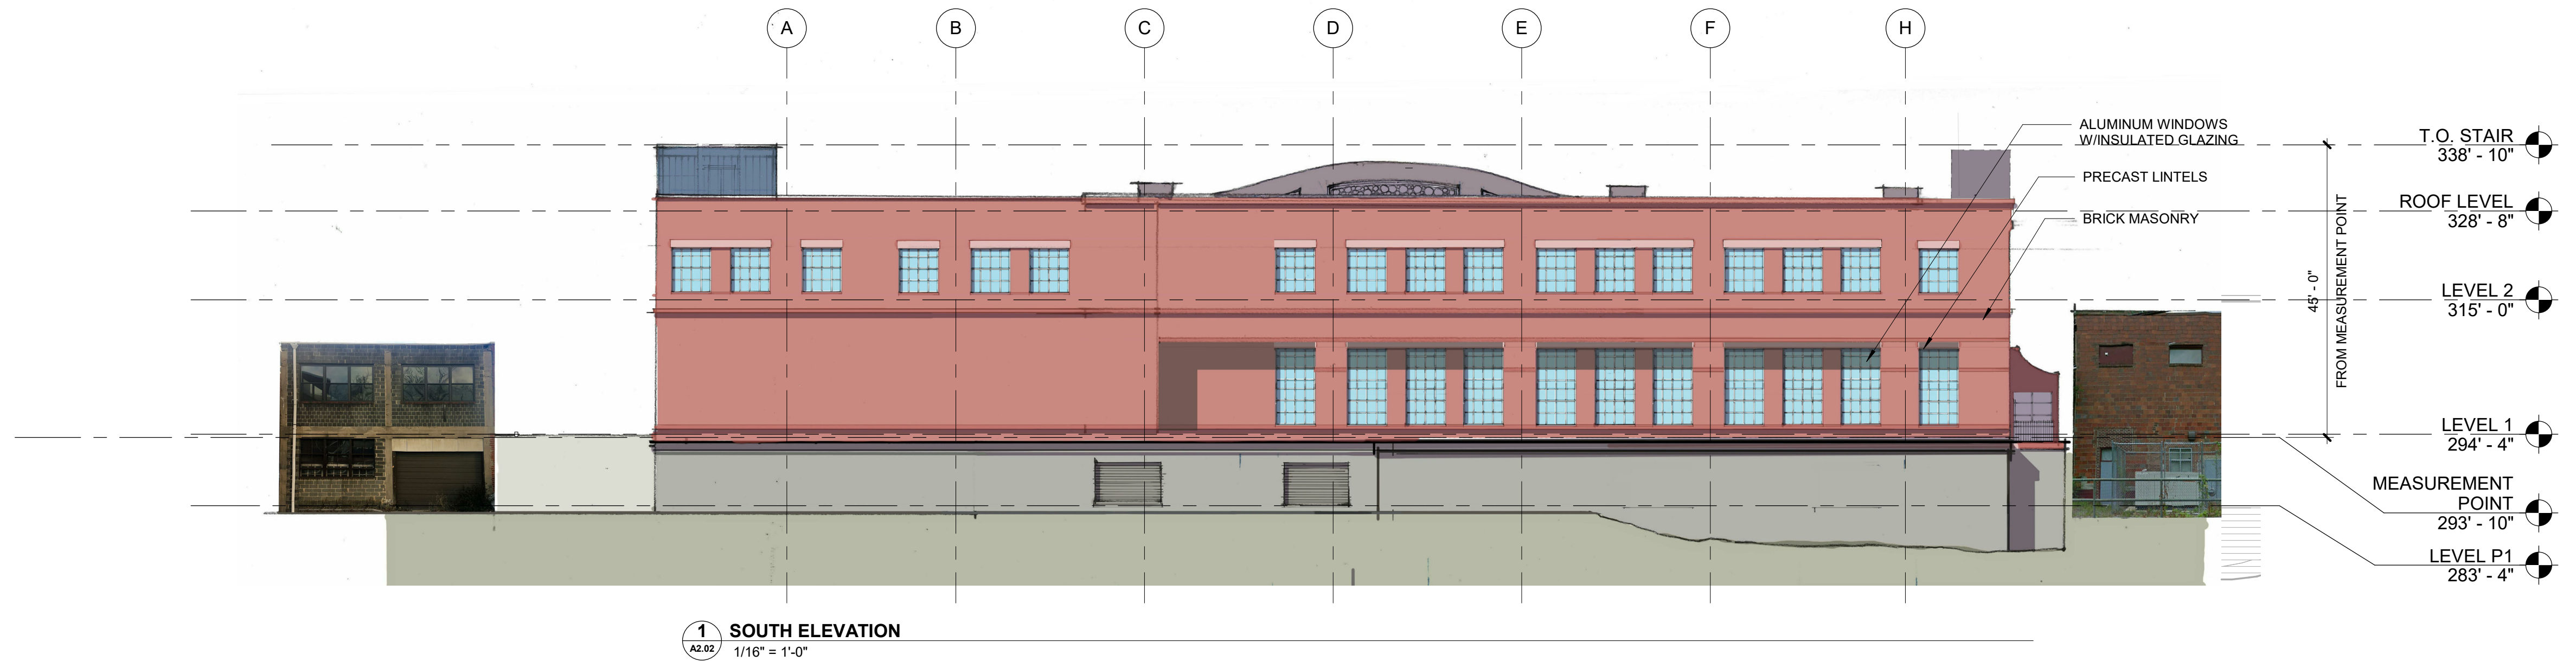 A B C D E F H
ALUMINUM WINDOWS
W/INSULATED GLAZING
PRECAST LINTELS
BRICK MASONRY
45' - 0"
FROM MEASUREMENT POINT
T.O. STAIR
338' - 10"
ROOF LEVEL
328' - 8"
LEVEL 2
315' - 0"
LEVEL 1
294' - 4"
MEASUREMENT
POINT
293' - 10"
LEVEL P1
283' - 4"
1 SOUTH ELEVATION
A2.02 1/16" = 1'-0"